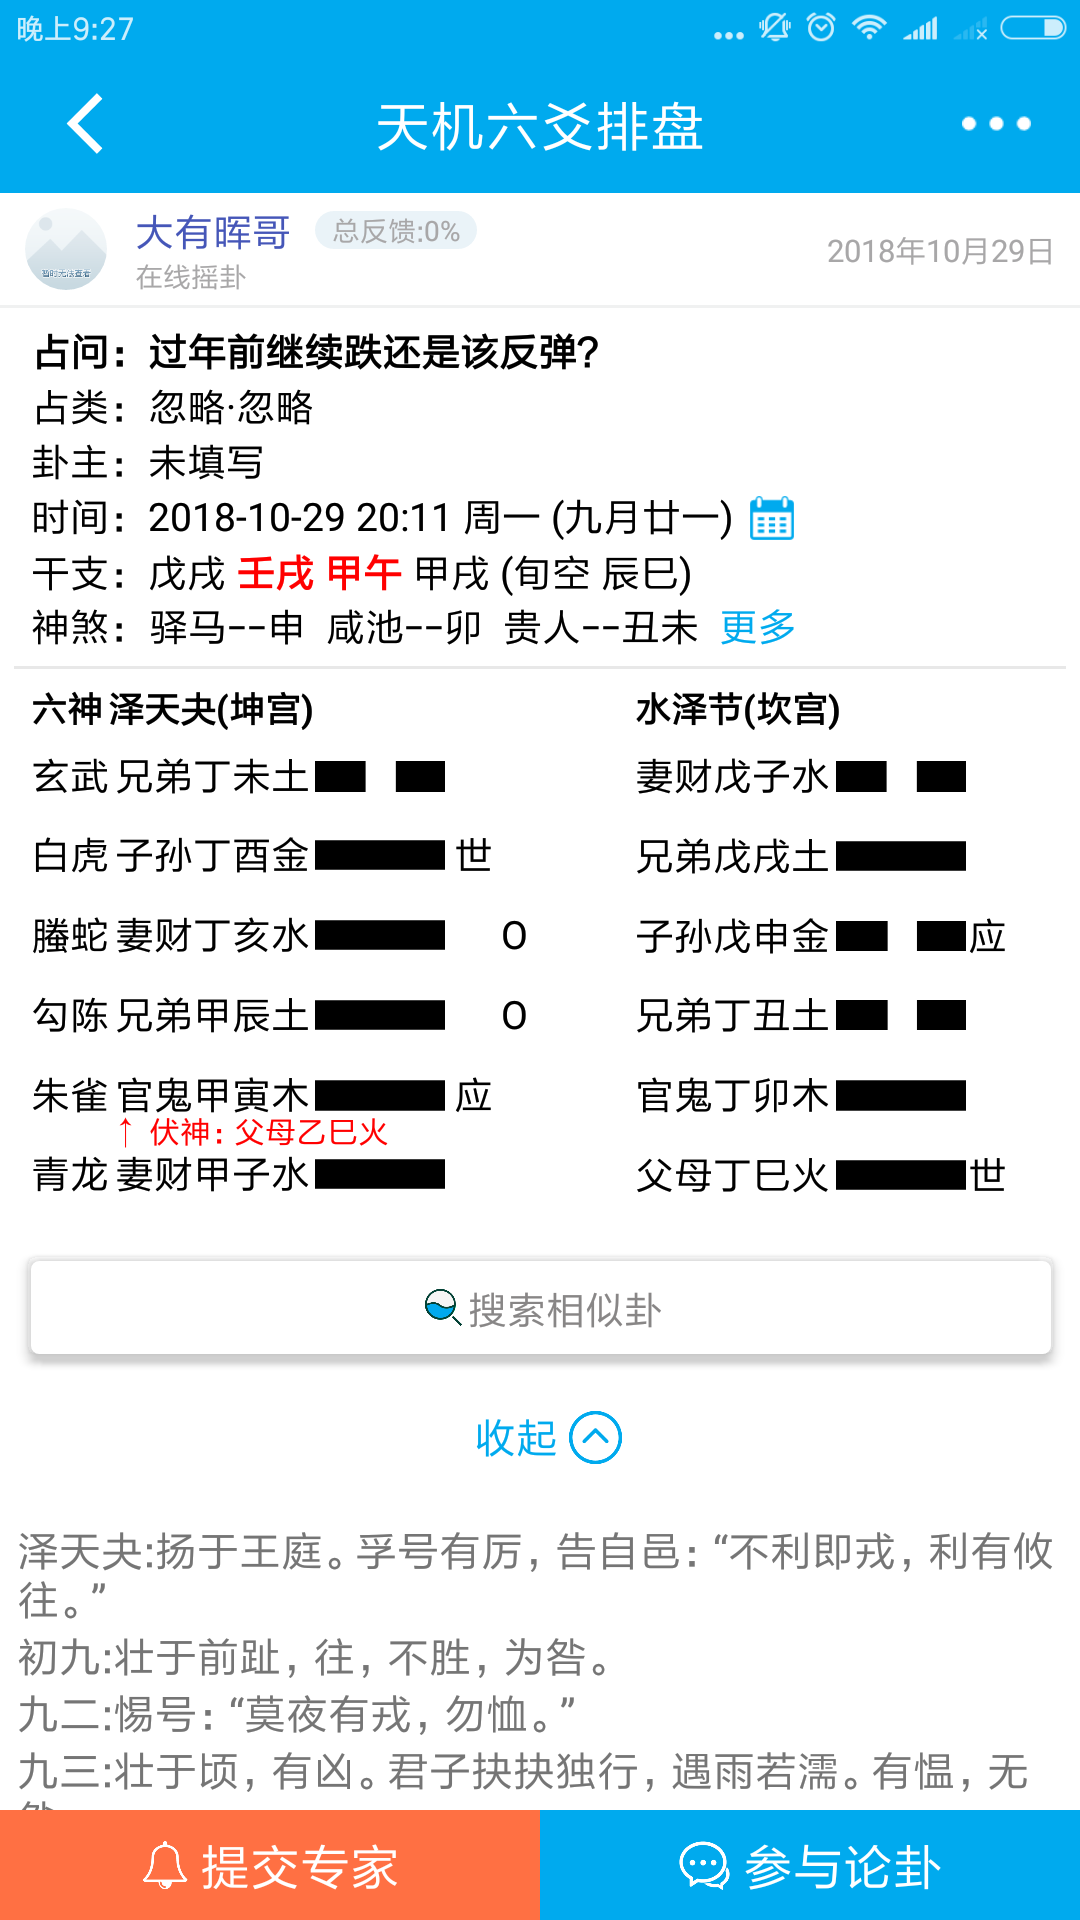 晚上9:27
天机六爻排盘
大有晖哥 总反馈:0%
在线摇卦
2018年10月29日
占问：过年前继续跌还是该反弹?
占类：忽略·忽略
卦主：未填写
时间：2018-10-29 20:11 周一 (九月廿一)
干支：戊戌 壬戌 甲午 甲戌 (旬空 辰巳)
神煞：驿马--申 咸池--卯 贵人--丑未 更多
六神 泽天夬(坤宫) 水泽节(坎宫)
玄武 兄弟丁未土 妻财戊子水
白虎 子孙丁酉金 世 兄弟戊戌土
螣蛇 妻财丁亥水 O 子孙戊申金 应
勾陈 兄弟甲辰土 O 兄弟丁丑土
朱雀 官鬼甲寅木 应 官鬼丁卯木
↑ 伏神：父母乙巳火
青龙 妻财甲子水 父母丁巳火 世
搜索相似卦
收起
泽天夬:扬于王庭。孚号有厉，告自邑：“不利即戎，利有攸
往。”
初九:壮于前趾，往，不胜，为咎。
九二:惕号：“莫夜有戎，勿恤。”
九三:壮于頄，有凶。君子抉抉独行，遇雨若濡。有愠，无
提交专家
参与论卦